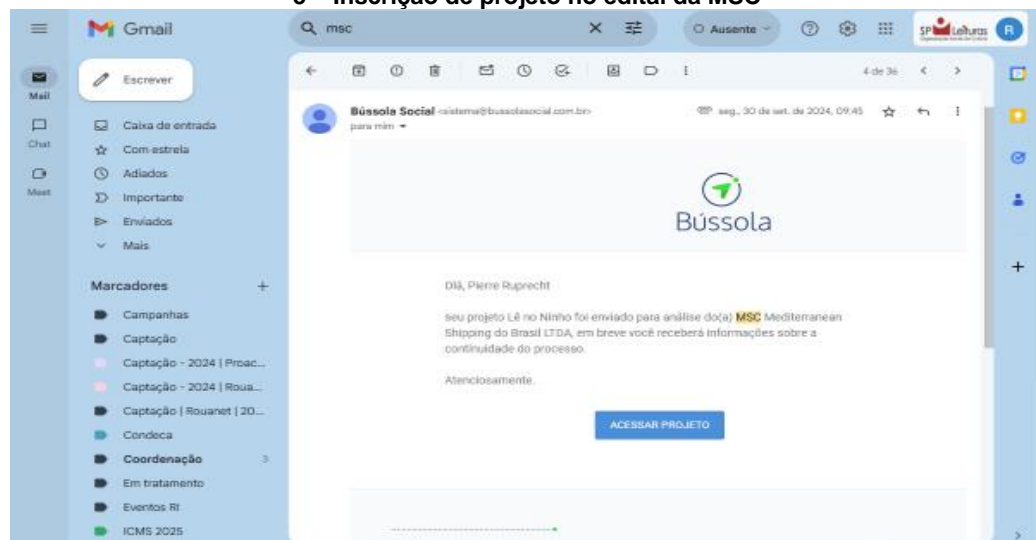 Inscrição de projeto no edital da MSC
Gmail
msc
Ausente
SP Leituras
R
Mail
Chat
Meet
Escrever
Caixa de entrada
Com estrela
Adiados
Importante
Enviados
Mais
Marcadores
Campanhas
Captação
Captação - 2024 | Proac...
Captação - 2024 | Roua...
Captação | Rouanet | 20...
Condeca
Coordenação 3
Em tratamento
Eventos RI
ICMS 2025
4 de 36
Bússola Social <sistema@bussolasocial.com.br>
seg., 30 de set. de 2024, 09:45
para mim
Bússola
Olá, Pierre Ruprecht
seu projeto Lê no Ninho foi enviado para análise do(a) MSC Mediterranean
Shipping do Brasil LTDA, em breve você receberá informações sobre a
continuidade do processo.
Atenciosamente.
ACESSAR PROJETO